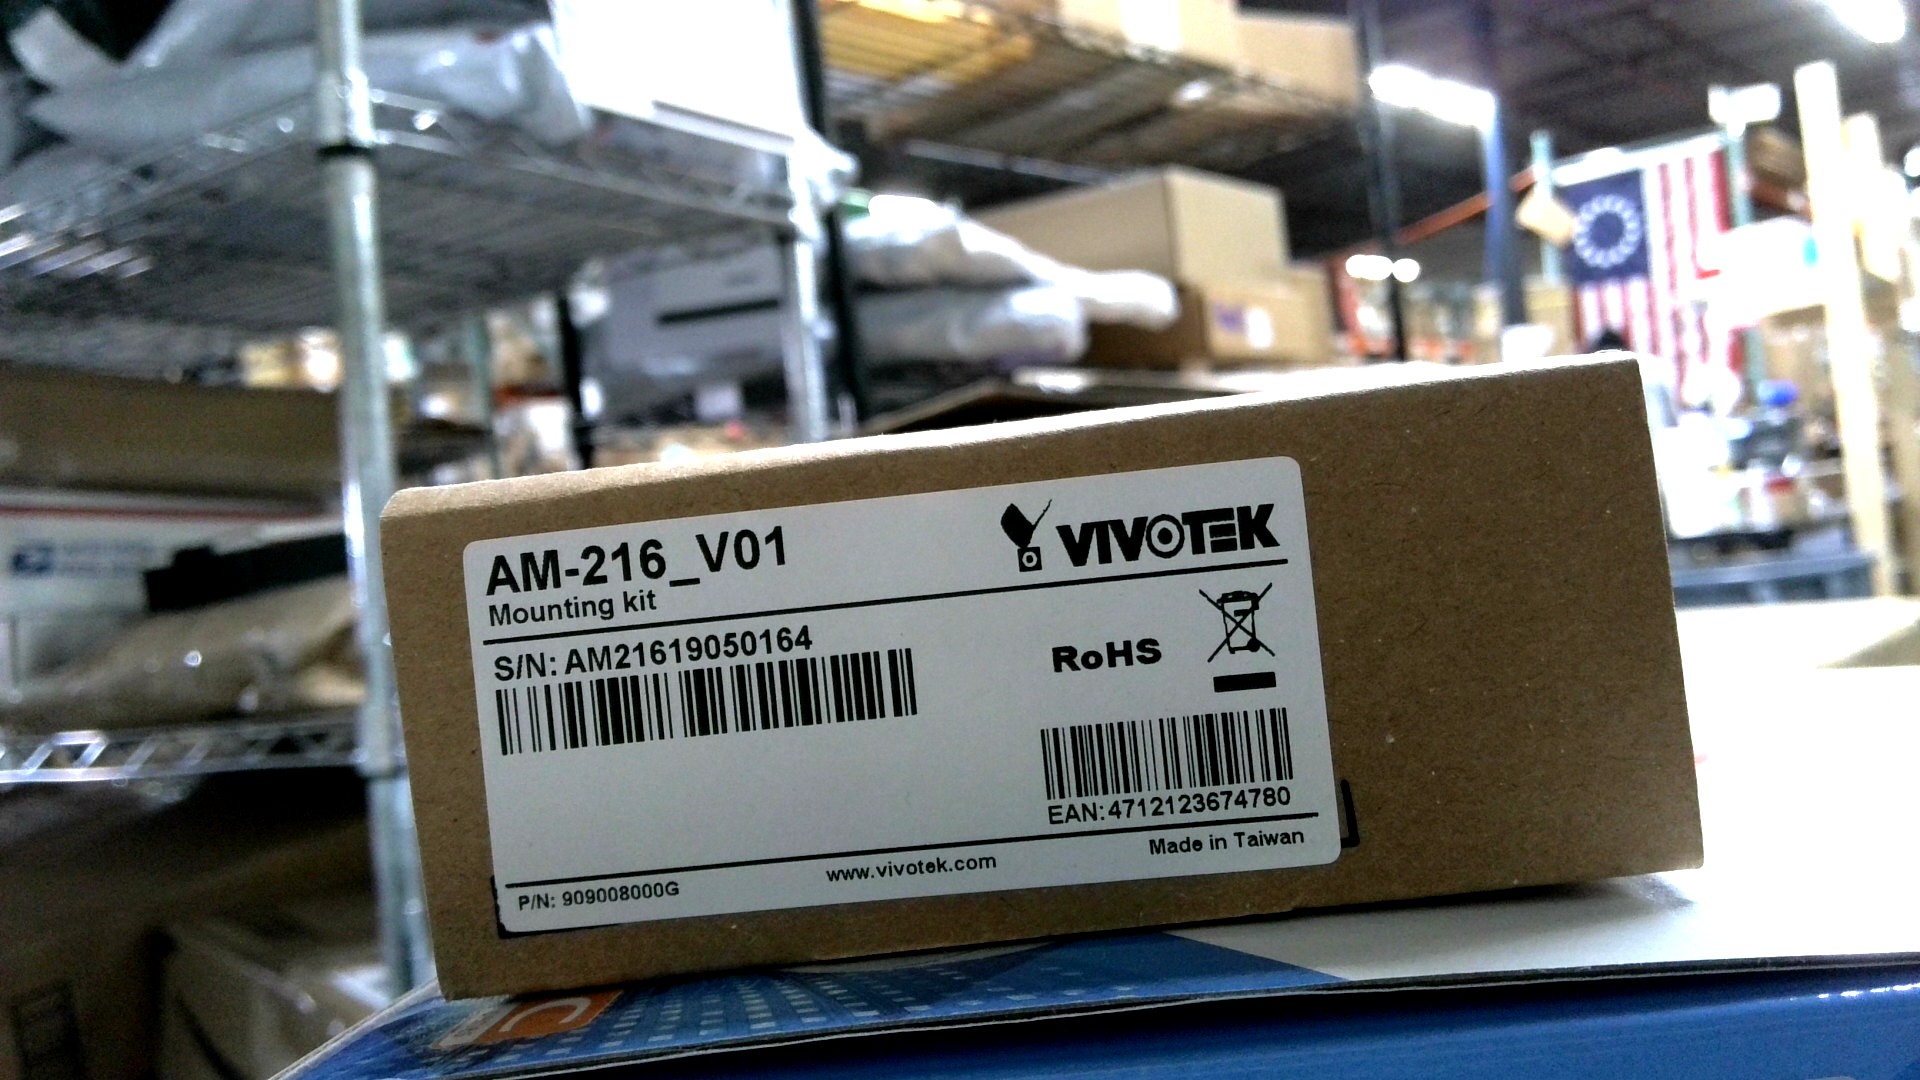 AM-216_V01
VIVOTEK
Mounting kit
S/N: AM21619050164
RoHS
EAN: 4712123674780
Made in Taiwan
www.vivotek.com
P/N: 909008000G